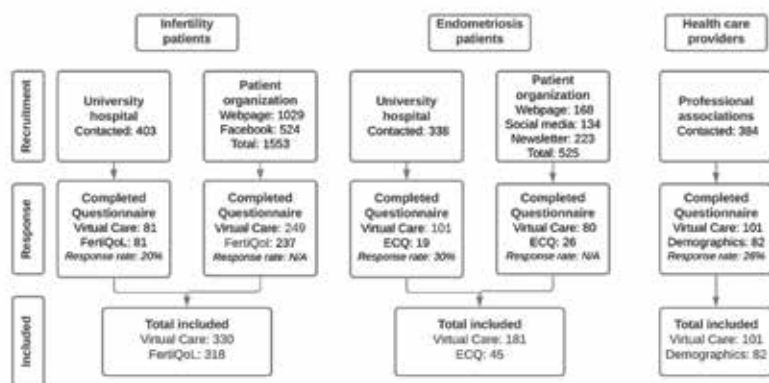 Infertility
patients
Endometriosis
patients
Health care
providers
Recruitment
University
hospital
Contacted: 403
Patient
organization
Webpage: 1029
Facebook: 524
Total: 1553
University
hospital
Contacted: 338
Patient
organization
Webpage: 168
Social media: 134
Newsletter: 223
Total: 525
Professional
associations
Contacted: 384
Response
Completed
Questionnaire
Virtual Care: 81
FertiQoL: 81
Response rate: 20%
Completed
Questionnaire
Virtual Care: 249
FertiQol: 237
Response rate: N/A
Completed
Questionnaire
Virtual Care: 101
ECQ: 19
Response rate: 30%
Completed
Questionnaire
Virtual Care: 80
ECQ: 26
Response rate: N/A
Completed
Questionnaire
Virtual Care: 101
Demographics: 82
Response rate: 26%
Included
Total included
Virtual Care: 330
FertiQoL: 318
Total included
Virtual Care: 181
ECQ: 45
Total included
Virtual Care: 101
Demographics: 82